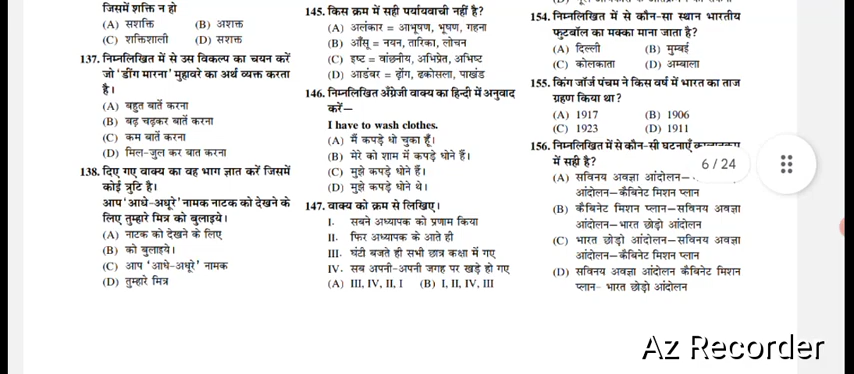 जिसमें शक्ति न हो
(A) सशक्ति (B) अशक्त
(C) शक्तिशाली (D) सशक्त
137. निम्नलिखित में से उस विकल्प का चयन करें
जो 'डींग मारना' मुहावरे का अर्थ व्यक्त करता
है।
(A) बहुत बातें करना
(B) बढ़ चढ़कर बातें करना
(C) कम बातें करना
(D) मिल-जुल कर बात करना
138. दिए गए वाक्य का वह भाग ज्ञात करें जिसमें
कोई त्रुटि है।
आप 'आधे-अधूरे' नामक नाटक को देखने के
लिए तुम्हारे मित्र को बुलाइये।
(A) नाटक को देखने के लिए
(B) को बुलाइये।
(C) आप 'आधे-अधूरे' नामक
(D) तुम्हारे मित्र
145. किस क्रम में सही पर्यायवाची नहीं है?
(A) अलंकार = आभूषण, भूषण, गहना
(B) आँसू = नयन, तारिका, लोचन
(C) इष्ट = वांछनीय, अभिप्रेत, अभिष्ट
(D) आडंबर = ढ़ोंग, ढकोसला, पाखंड
146. निम्नलिखित अँग्रेजी वाक्य का हिन्दी में अनुवाद
करें—
I have to wash clothes.
(A) मैं कपड़े धो चुका हूँ।
(B) मेरे को शाम में कपड़े धोने हैं।
(C) मुझे कपड़े धोने हैं।
(D) मुझे कपड़े धोने थे।
147. वाक्य को क्रम से लिखिए।
I. सबने अध्यापक को प्रणाम किया
II. फिर अध्यापक के आते ही
III. घंटी बजते ही सभी छात्र कक्षा में गए
IV. सब अपनी-अपनी जगह पर खड़े हो गए
(A) III, IV, II, I (B) I, II, IV, III
154. निम्नलिखित में से कौन-सा स्थान भारतीय
फुटबॉल का मक्का माना जाता है?
(A) दिल्ली (B) मुम्बई
(C) कोलकाता (D) अम्बाला
155. किंग जॉर्ज पंचम ने किस वर्ष में भारत का ताज
ग्रहण किया था?
(A) 1917 (B) 1906
(C) 1923 (D) 1911
156. निम्नलिखित में से कौन-सी घटनाएँ
में सही है?
(A) सविनय अवज्ञा आंदोलन—
आंदोलन—कैबिनेट मिशन प्लान
(B) कैबिनेट मिशन प्लान—सविनय अवज्ञा
आंदोलन—भारत छोड़ो आंदोलन
(C) भारत छोड़ो आंदोलन—सविनय अवज्ञा
आंदोलन—कैबिनेट मिशन प्लान
(D) सविनय अवज्ञा आंदोलन कैबिनेट मिशन
प्लान- भारत छोड़ो आंदोलन
6 / 24
Az Recorder